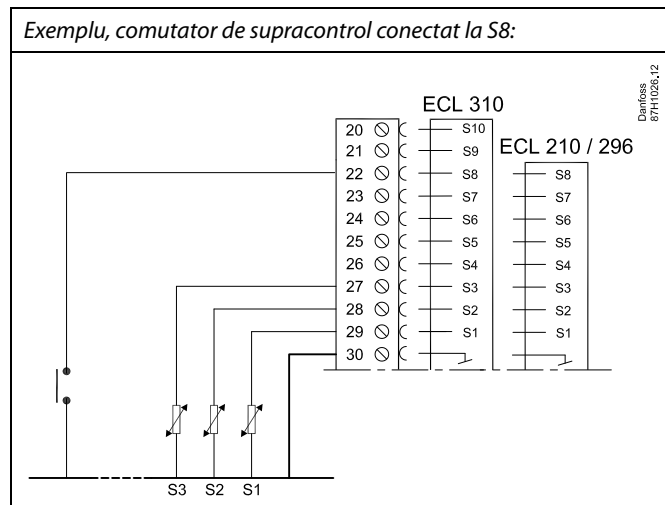 Exemplu, comutator de supracontrol conectat la S8:
Danfoss
87H1026.12
ECL 310
ECL 210 / 296
20 S10
21 S9
22 S8 S8
23 S7 S7
24 S6 S6
25 S5 S5
26 S4 S4
27 S3 S3
28 S2 S2
29 S1 S1
30
S3 S2 S1